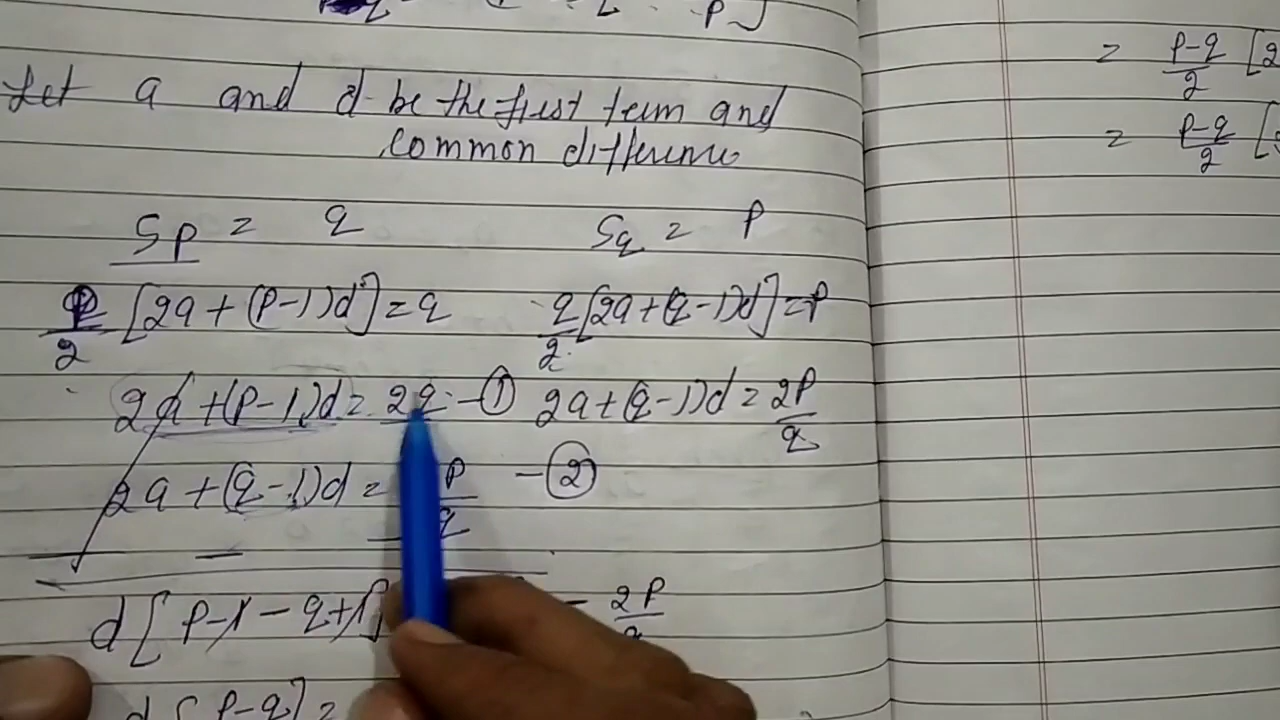 Let a and d be the first term and
common difference
Sp = q Sq = p
p/2 [2a + (p-1)d] = q q/2 [2a+(q-1)d] = p
2a + (p-1)d = 2q - ① 2a + (q-1)d = 2p/q
2a + (q-1)d = p/q - ②
d [p-1-q+1] - 2p
d [p-q] =
= p-q/2 [2
= p-q/2 [